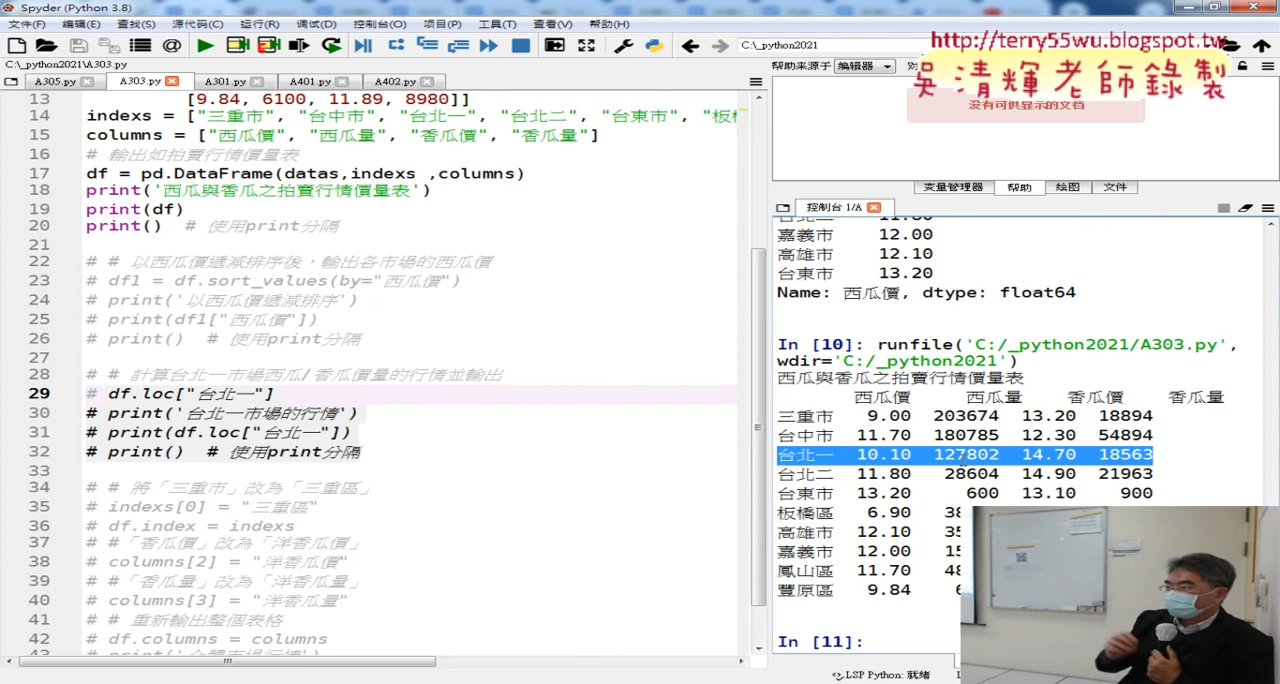 Spyder (Python 3.8)
文件(F) 编辑(E) 查找(S) 源代码(C) 运行(R) 调试(D) 控制台(O) 项目(P) 工具(T) 查看(V) 帮助(H)
C:\_python2021
http://terry55wu.blogspot.tw
吳清輝老師錄製
C:\_python2021\A303.py
帮助来源于 编辑器
没有可供显示的文档
A305.py A303.py A301.py A401.py A402.py
13 [9.84, 6100, 11.89, 8980]]
14 indexs = ["三重市", "台中市", "台北一", "台北二", "台東市", "板橋
15 columns = ["西瓜價", "西瓜量", "香瓜價", "香瓜量"]
16 # 輸出如拍賣行情價量表
17 df = pd.DataFrame(datas,indexs ,columns)
18 print('西瓜與香瓜之拍賣行情價量表')
19 print(df)
20 print()  # 使用print分隔
21
22 # # 以西瓜價遞減排序後，輸出各市場的西瓜價
23 # df1 = df.sort_values(by="西瓜價")
24 # print('以西瓜價遞減排序')
25 # print(df1["西瓜價"])
26 # print()  # 使用print分隔
27
28 # # 計算台北一市場西瓜/香瓜價量的行情並輸出
29 # df.loc["台北一"]
30 # print('台北一市場的行情')
31 # print(df.loc["台北一"])
32 # print()  # 使用print分隔
33
34 # # 將「三重市」改為「三重區」
35 # indexs[0] = "三重區"
36 # df.index = indexs
37 # #「香瓜價」改為「洋香瓜價」
38 # columns[2] = "洋香瓜價"
39 # #「香瓜量」改為「洋香瓜量」
40 # columns[3] = "洋香瓜量"
41 # # 重新輸出整個表格
42 # df.columns = columns
变量管理器 帮助 绘图 文件
控制台 1/A
台北二 11.80
嘉義市 12.00
高雄市 12.10
台東市 13.20
Name: 西瓜價, dtype: float64
In [10]: runfile('C:/_python2021/A303.py',
wdir='C:/_python2021')
西瓜與香瓜之拍賣行情價量表
西瓜價 西瓜量 香瓜價 香瓜量
三重市 9.00 203674 13.20 18894
台中市 11.70 180785 12.30 54894
台北一 10.10 127802 14.70 18563
台北二 11.80 28604 14.90 21963
台東市 13.20 600 13.10 900
板橋區 6.90 38
高雄市 12.10 35
嘉義市 12.00 15
鳳山區 11.70 48
豐原區 9.84 6
In [11]:
LSP Python: 就绪